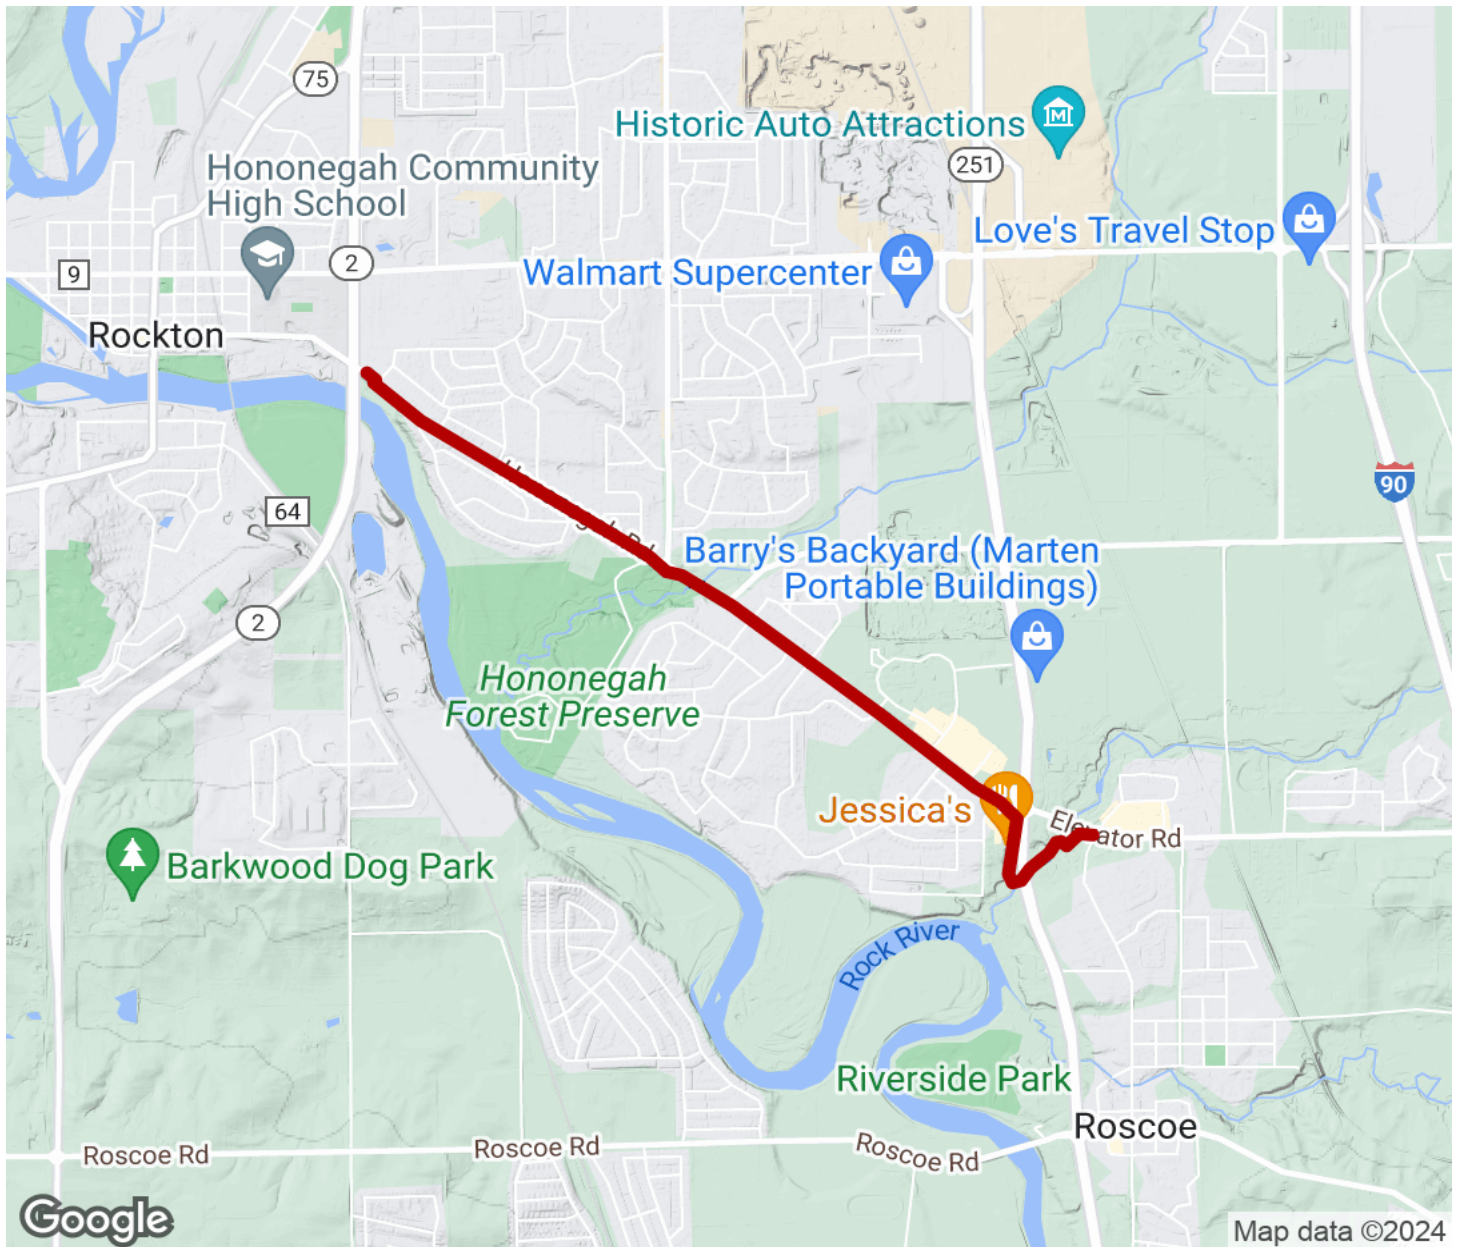 75
Historic Auto Attractions
Hononegah Community
High School
251
Love's Travel Stop
2
9
Walmart Supercenter
Rockton
90
64
Barry's Backyard (Marten
Portable Buildings)
2
Hononegah
Forest Preserve
Jessica's
Elevator Rd
Barkwood Dog Park
Rock River
Riverside Park
Roscoe
Roscoe Rd
Roscoe Rd
Roscoe Rd
Google
Map data ©2024